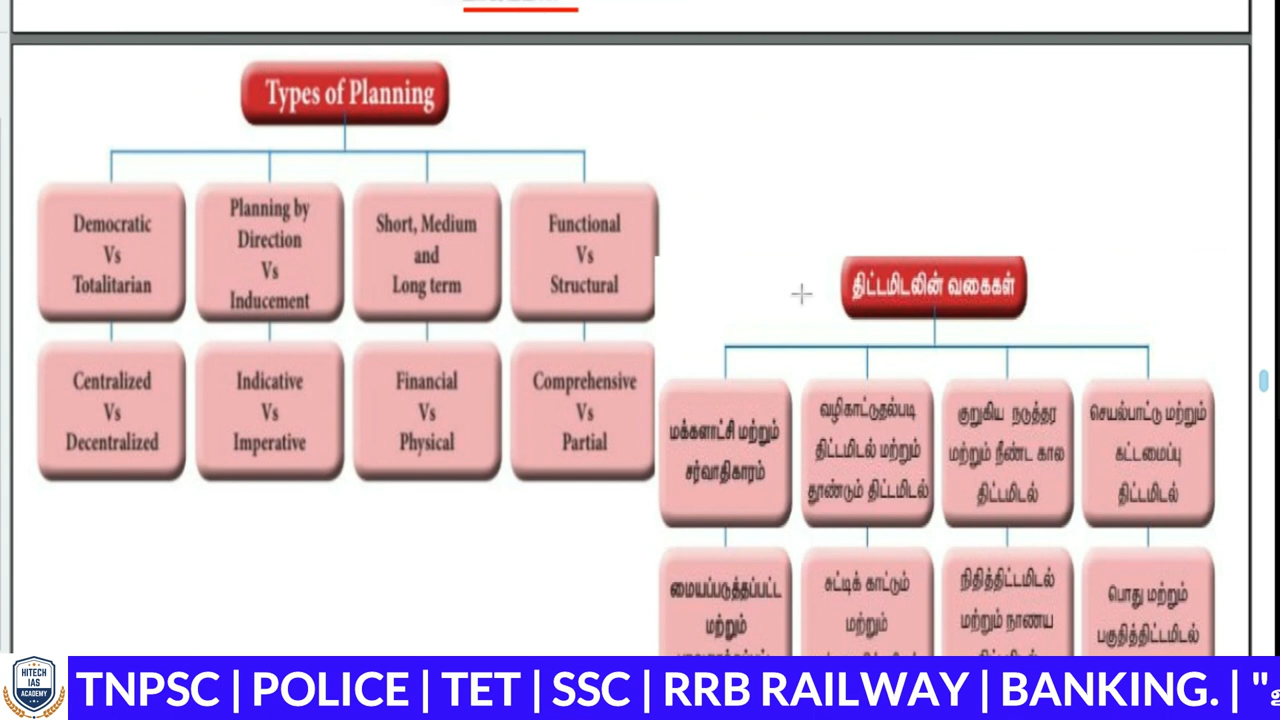 Types of Planning
Democratic
Vs
Totalitarian
Planning by
Direction
Vs
Inducement
Short, Medium
and
Long term
Functional
Vs
Structural
Centralized
Vs
Decentralized
Indicative
Vs
Imperative
Financial
Vs
Physical
Comprehensive
Vs
Partial
திட்டமிடலின் வகைகள்
மக்களாட்சி மற்றும்
சர்வாதிகாரம்
வழிகாட்டுதல்படி
திட்டமிடல் மற்றும்
தூண்டும் திட்டமிடல்
குறுகிய நடுத்தர
மற்றும் நீண்ட கால
திட்டமிடல்
செயல்பாட்டு மற்றும்
கட்டமைப்பு
திட்டமிடல்
மையப்படுத்தப்பட்ட
மற்றும்
சுட்டிக் காட்டும்
மற்றும்
நிதித்திட்டமிடல்
மற்றும் நாணய
பொது மற்றும்
பகுதித்திட்டமிடல்
HITECH
IAS
ACADEMY
TNPSC | POLICE | TET | SSC | RRB RAILWAY | BANKING. | "